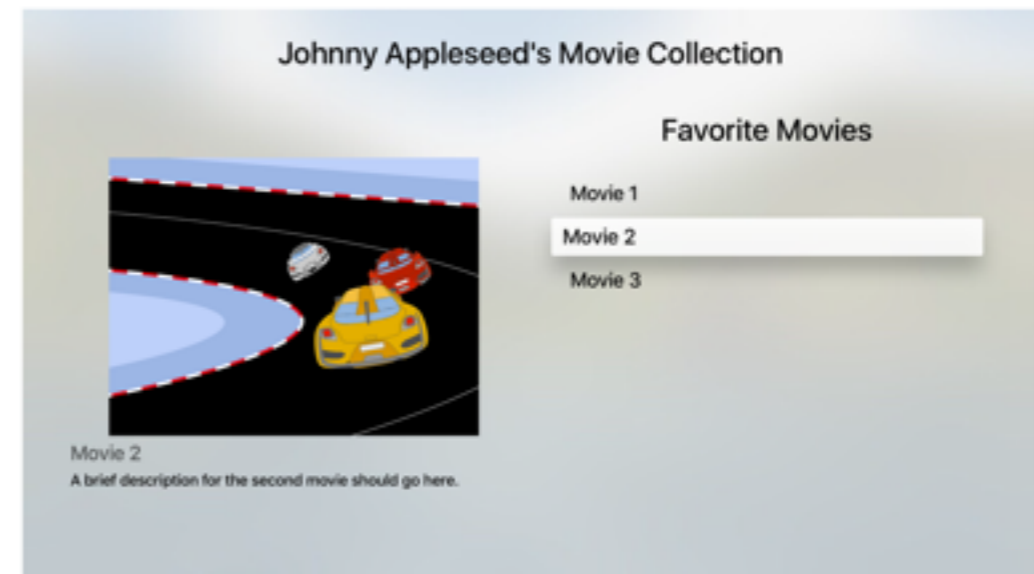 Johnny Appleseed's Movie Collection
Favorite Movies
Movie 1
Movie 2
Movie 3
Movie 2
A brief description for the second movie should go here.